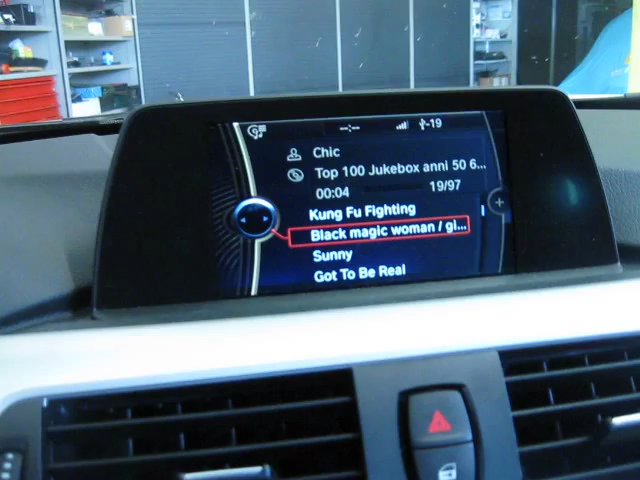 --:-- -19
Chic
Top 100 Jukebox anni 50 6...
00:04 19/97
Kung Fu Fighting
Black magic woman / gl...
Sunny
Got To Be Real